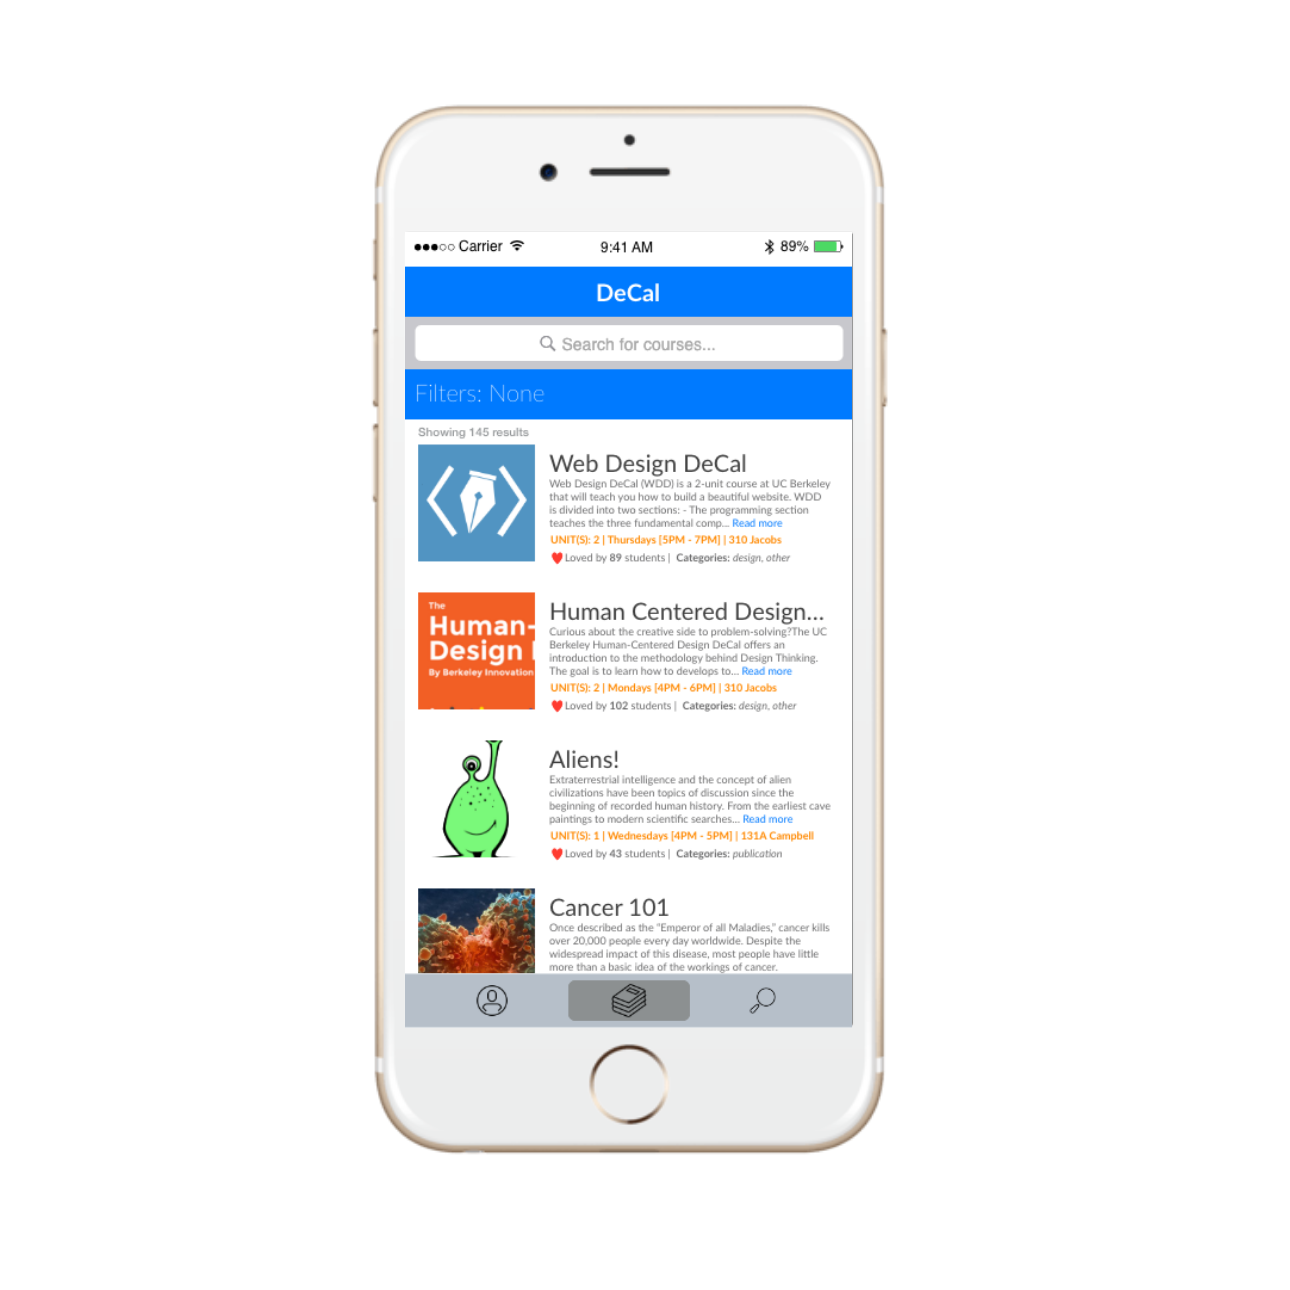 Carrier 9:41 AM 89%
DeCal
Search for courses...
Filters: None
Showing 145 results
Web Design DeCal
Web Design DeCal (WDD) is a 2-unit course at UC Berkeley
that will teach you how to build a beautiful website. WDD
is divided into two sections: - The programming section
teaches the three fundamental comp... Read more
UNIT(S): 2 | Thursdays [5PM - 7PM] | 310 Jacobs
Loved by 89 students | Categories: design, other
The
Human-
Design
By Berkeley Innovation
Human Centered Design...
Curious about the creative side to problem-solving?The UC
Berkeley Human-Centered Design DeCal offers an
introduction to the methodology behind Design Thinking.
The goal is to learn how to develops to... Read more
UNIT(S): 2 | Mondays [4PM - 6PM] | 310 Jacobs
Loved by 102 students | Categories: design, other
Aliens!
Extraterrestrial intelligence and the concept of alien
civilizations have been topics of discussion since the
beginning of recorded human history. From the earliest cave
paintings to modern scientific searches... Read more
UNIT(S): 1 | Wednesdays [4PM - 5PM] | 131A Campbell
Loved by 43 students | Categories: publication
Cancer 101
Once described as the "Emperor of all Maladies," cancer kills
over 20,000 people every day worldwide. Despite the
widespread impact of this disease, most people have little
more than a basic idea of the workings of cancer.